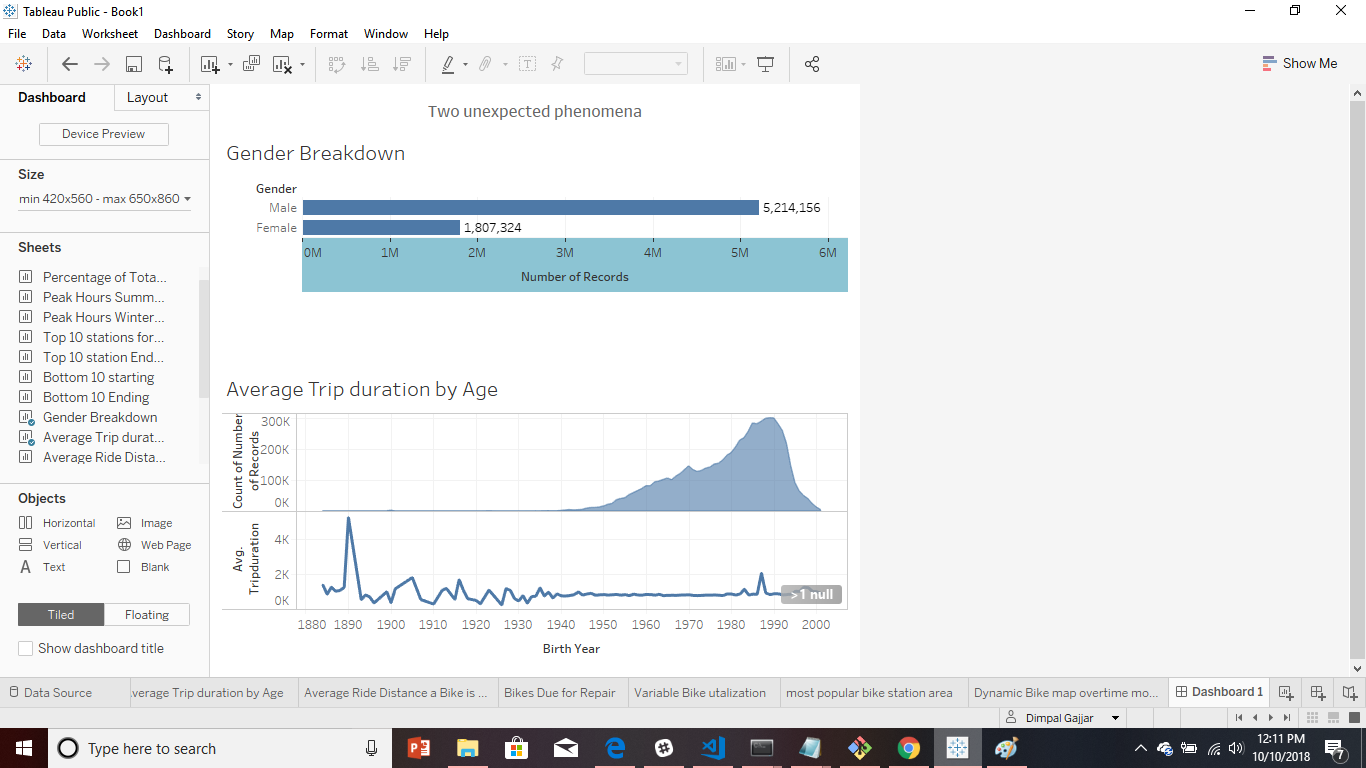 Tableau Public - Book1
File Data Worksheet Dashboard Story Map Format Window Help
Show Me
Dashboard Layout
Device Preview
Size
min 420x560 - max 650x860
Sheets
Percentage of Tota...
Peak Hours Summ...
Peak Hours Winter...
Top 10 stations for...
Top 10 station End...
Bottom 10 starting
Bottom 10 Ending
Gender Breakdown
Average Trip durat...
Average Ride Dista...
Objects
Horizontal Image
Vertical Web Page
A Text Blank
Tiled Floating
Show dashboard title
Two unexpected phenomena
Gender Breakdown
Gender
Male 5,214,156
Female 1,807,324
0M 1M 2M 3M 4M 5M 6M
Number of Records
Average Trip duration by Age
Count of Number
of Records
300K
200K
100K
0K
Avg.
Tripduration
4K
2K
0K
>1 null
1880 1890 1900 1910 1920 1930 1940 1950 1960 1970 1980 1990 2000
Birth Year
Data Source verage Trip duration by Age Average Ride Distance a Bike is ... Bikes Due for Repair Variable Bike utalization most popular bike station area Dynamic Bike map overtime mo... Dashboard 1
Dimpal Gajjar
Type here to search
12:11 PM
10/10/2018
7